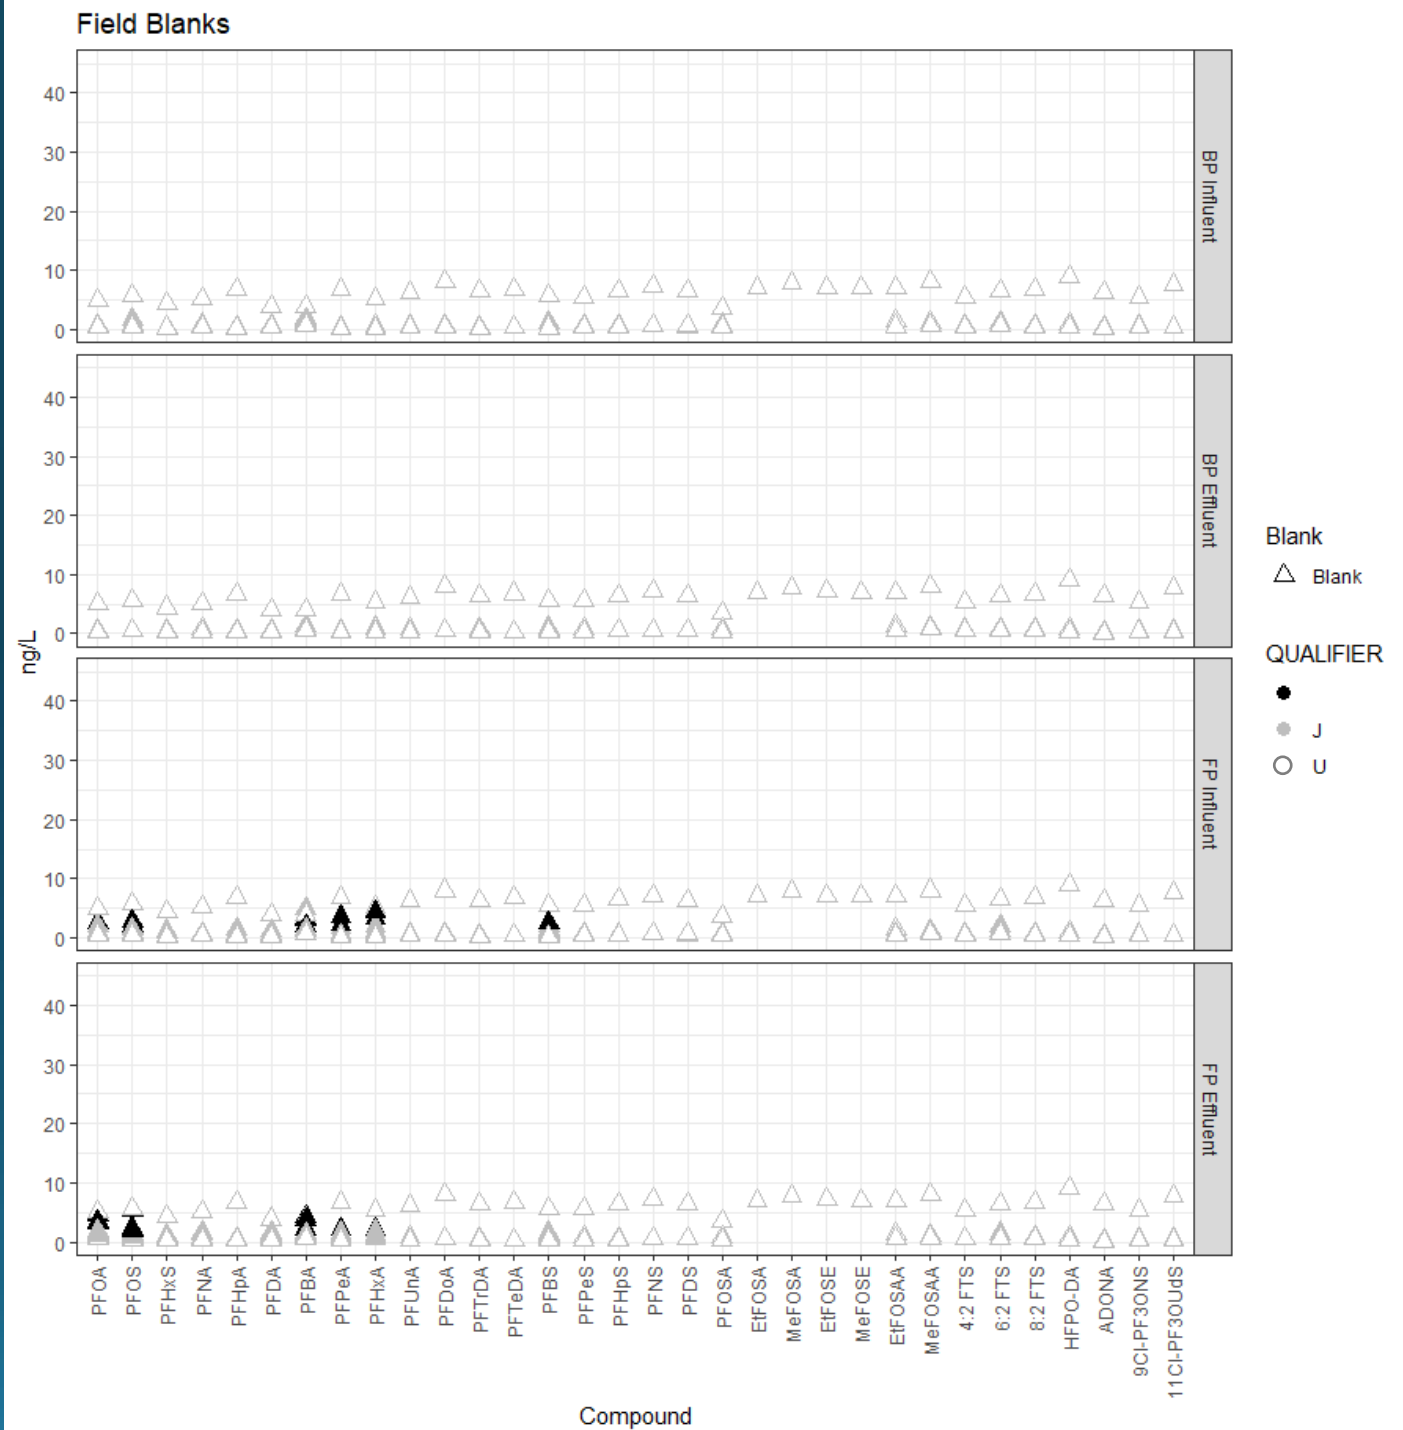 Field Blanks
40
30
20
10
0
BP Influent
40
30
20
10
0
BP Effluent
40
30
20
10
0
FP Influent
40
30
20
10
0
FP Effluent
ng/L
PFOA
PFOS
PFHxS
PFNA
PFHpA
PFDA
PFBA
PFPeA
PFHxA
PFUnA
PFDoA
PFTrDA
PFTeDA
PFBS
PFPeS
PFHpS
PFNS
PFDS
PFOSA
EtFOSA
MeFOSA
EtFOSE
MeFOSE
EtFOSAA
MeFOSAA
4:2 FTS
6:2 FTS
8:2 FTS
HFPO-DA
ADONA
9Cl-PF3ONS
11Cl-PF3OUdS
Compound
Blank
Blank
QUALIFIER
J
U